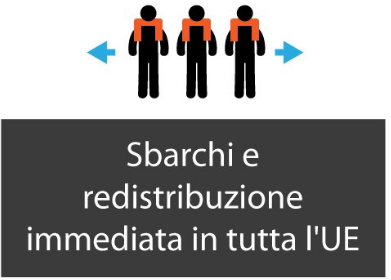 Sbarchi e
redistribuzione
immediata in tutta l'UE